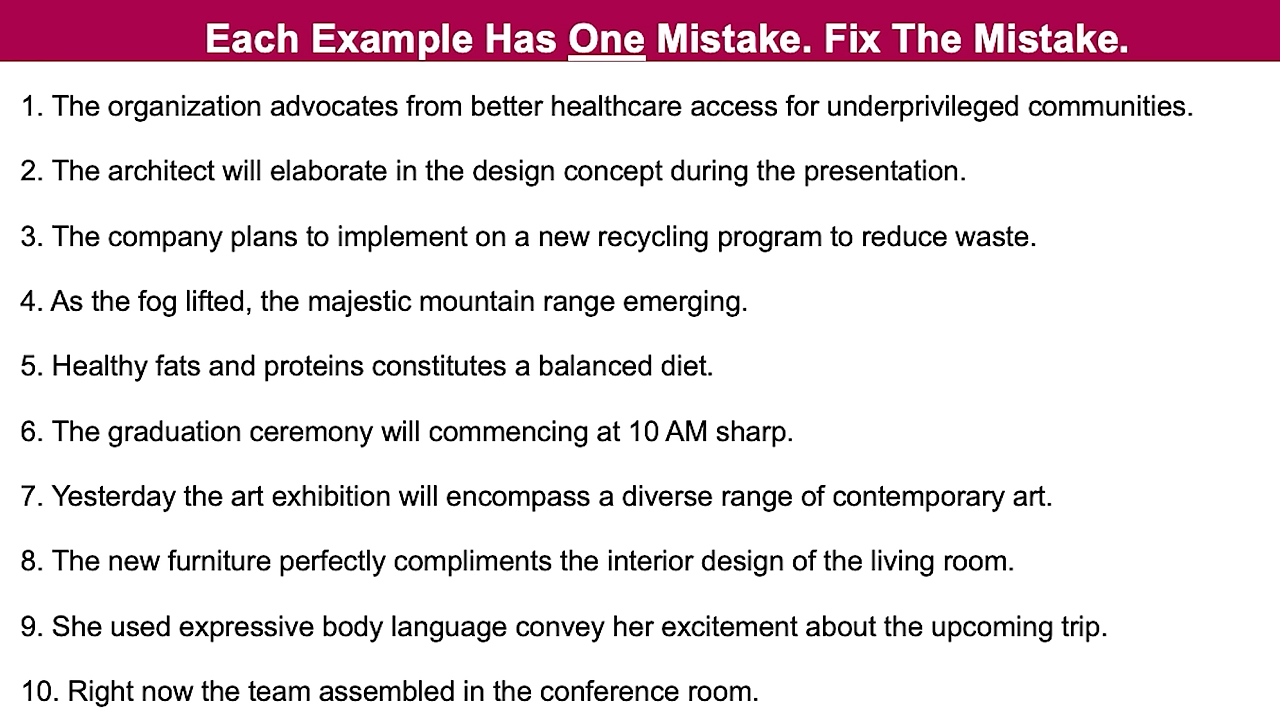 Each Example Has One Mistake. Fix The Mistake.
1. The organization advocates from better healthcare access for underprivileged communities.
2. The architect will elaborate in the design concept during the presentation.
3. The company plans to implement on a new recycling program to reduce waste.
4. As the fog lifted, the majestic mountain range emerging.
5. Healthy fats and proteins constitutes a balanced diet.
6. The graduation ceremony will commencing at 10 AM sharp.
7. Yesterday the art exhibition will encompass a diverse range of contemporary art.
8. The new furniture perfectly compliments the interior design of the living room.
9. She used expressive body language convey her excitement about the upcoming trip.
10. Right now the team assembled in the conference room.